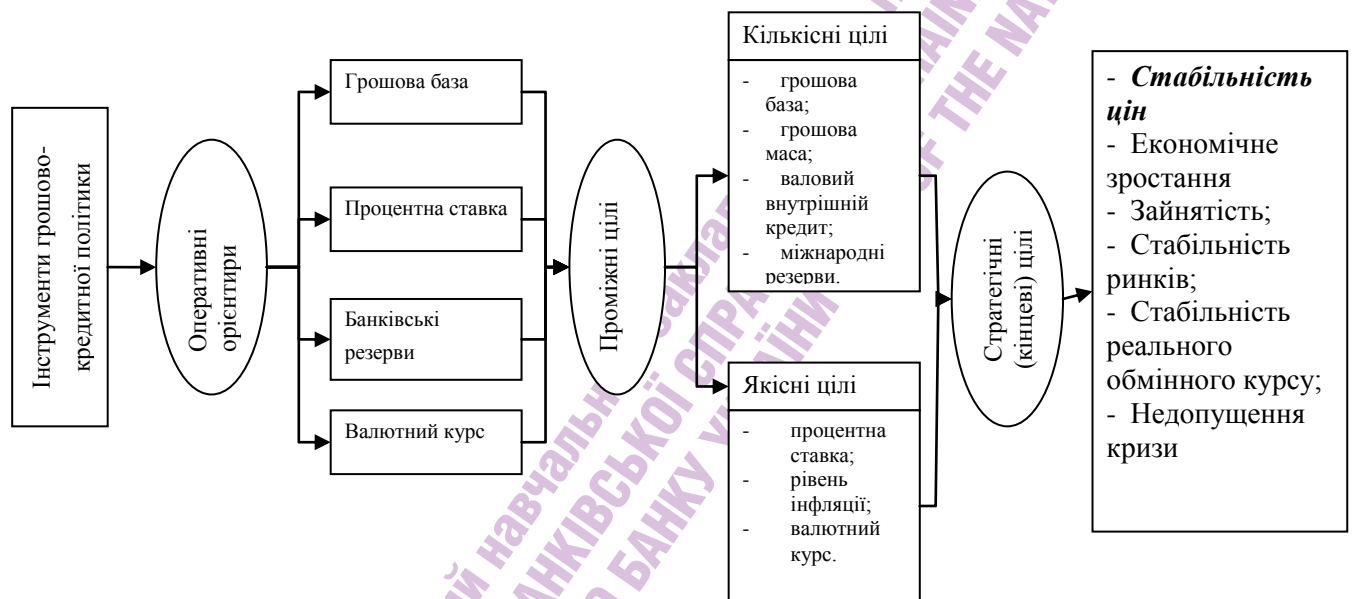 Інструменти грошово-
кредитної політики
Оперативні
орієнтири
Грошова база
Процентна ставка
Банківські
резерви
Валютний курс
Проміжні цілі
Кількісні цілі
- грошова
база;
- грошова
маса;
- валовий
внутрішній
кредит;
- міжнародні
резерви.
Якісні цілі
- процентна
ставка;
- рівень
інфляції;
- валютний
курс.
Стратегічні
(кінцеві) цілі
- Стабільність
цін
- Економічне
зростання
- Зайнятість;
- Стабільність
ринків;
- Стабільність
реального
обмінного курсу;
- Недопущення
кризи
OF THE